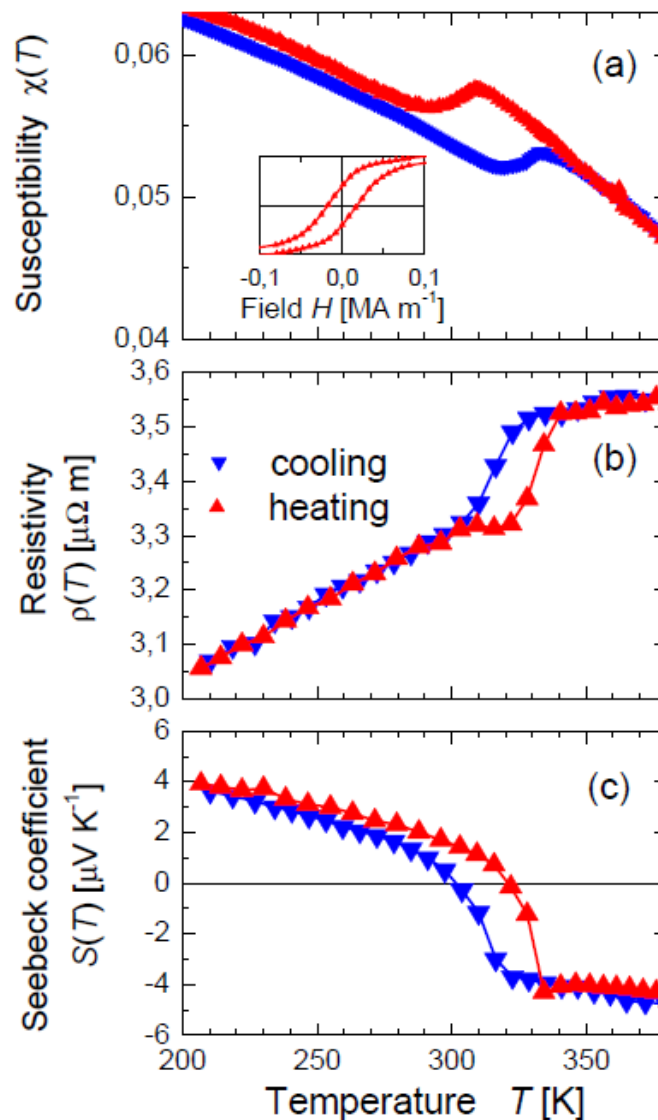 0,06
0,05
0,04
Susceptibility χ(T)
(a)
-0,1 0,0 0,1
Field H [MA m⁻¹]
3,6
3,5
3,4
3,3
3,2
3,1
3,0
Resistivity
ρ(T) [μΩ m]
(b)
cooling
heating
6
4
2
0
-2
-4
-6
Seebeck coefficient
S(T) [μV K⁻¹]
(c)
200 250 300 350
Temperature T [K]